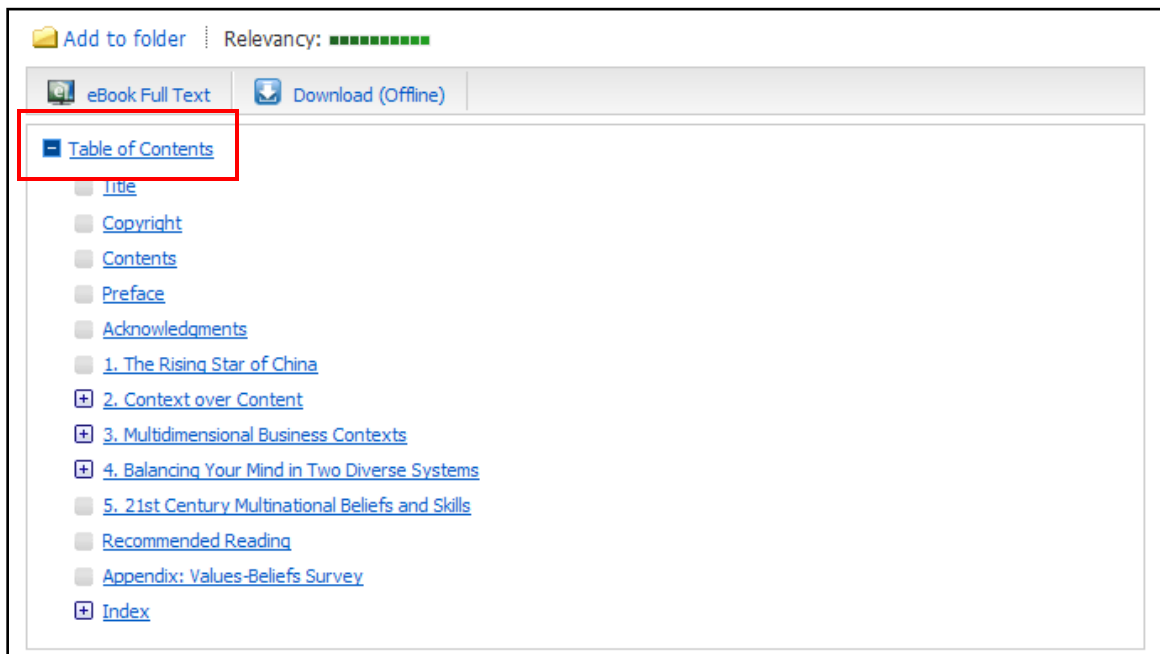 Add to folder Relevancy:
eBook Full Text Download (Offline)
Table of Contents
Title
Copyright
Contents
Preface
Acknowledgments
1. The Rising Star of China
2. Context over Content
3. Multidimensional Business Contexts
4. Balancing Your Mind in Two Diverse Systems
5. 21st Century Multinational Beliefs and Skills
Recommended Reading
Appendix: Values-Beliefs Survey
Index